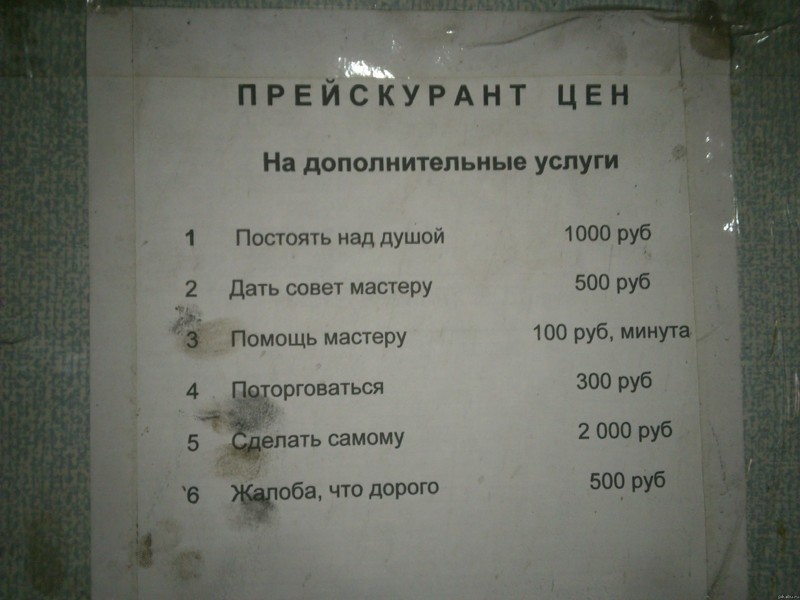 ПРЕЙСКУРАНТ ЦЕН
На дополнительные услуги
1 Постоять над душой 1000 руб
2 Дать совет мастеру 500 руб
3 Помощь мастеру 100 руб, минута
4 Поторговаться 300 руб
5 Сделать самому 2 000 руб
6 Жалоба, что дорого 500 руб